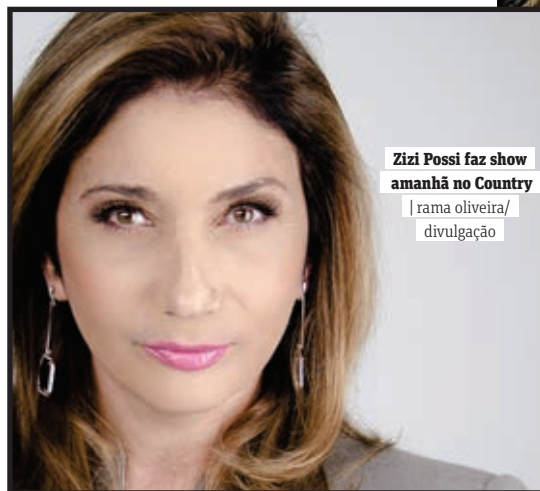 Zizi Possi faz show
amanhã no Country
| rama oliveira/
divulgação